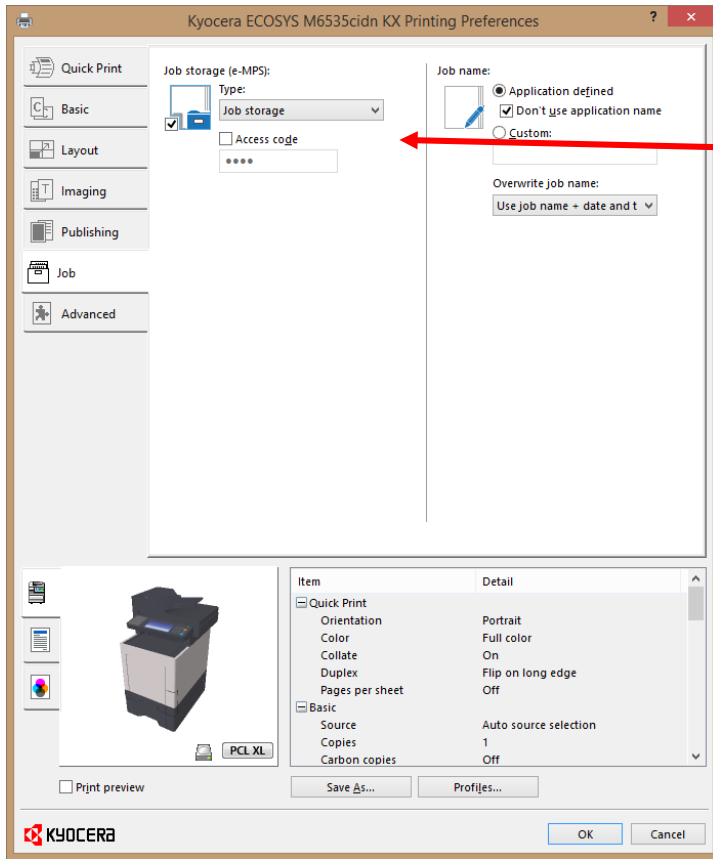 Kyocera ECOSYS M6535cidn KX Printing Preferences
?
Quick Print
Basic
Layout
Imaging
Publishing
Job
Advanced
Job storage (e-MPS):
Type:
Job storage
Access code
••••
Job name:
Application defined
Don't use application name
Custom:
Overwrite job name:
Use job name + date and t
PCL XL
Print preview
Item Detail
Quick Print
Orientation Portrait
Color Full color
Collate On
Duplex Flip on long edge
Pages per sheet Off
Basic
Source Auto source selection
Copies 1
Carbon copies Off
Save As... Profiles...
KYOCERA
OK Cancel